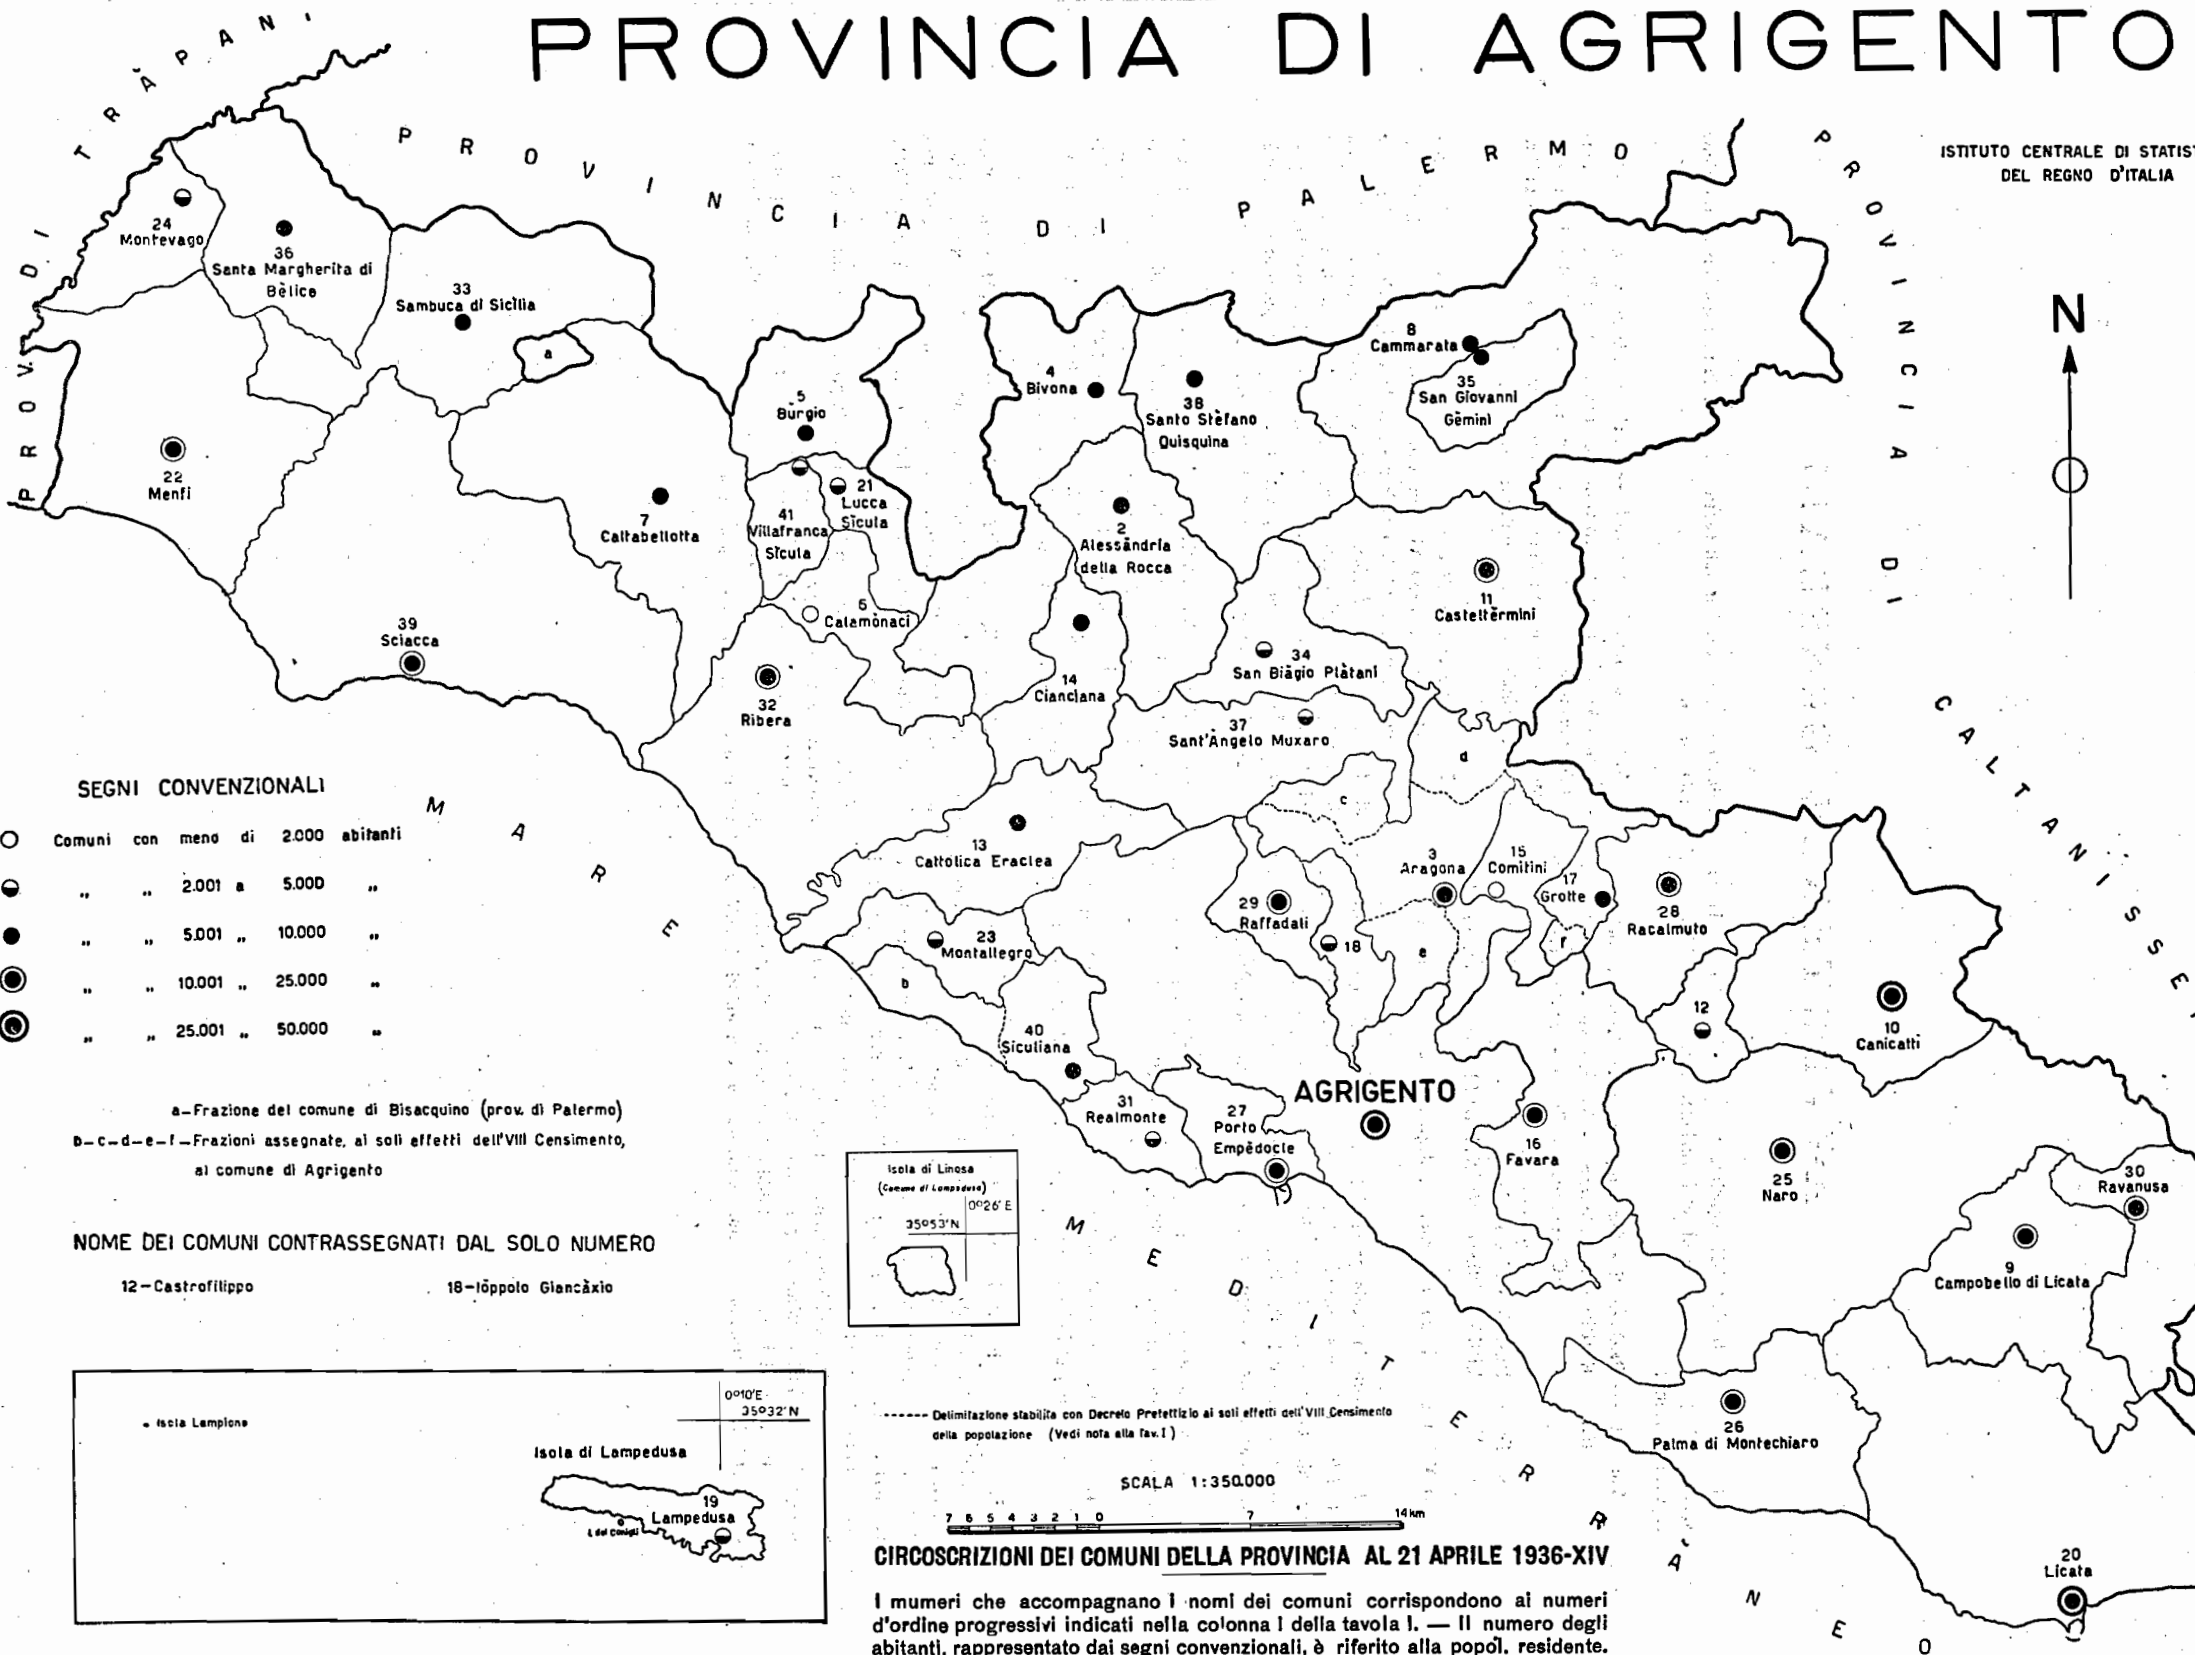 PROVINCIA DI AGRIGENTO
PROV. DI TRÀPANI
PROVINCIA DI PALERMO
PROVINCIA DI CALTANISSE
ISTITUTO CENTRALE DI STATIS
DEL REGNO D'ITALIA
N
24
Montevago
36
Santa Margherita di
Bèlice
33
Sambuca di Sicìlia
a
8
Cammarata
35
San Giovanni
Gèmini
4
Bivona
38
Santo Stèfano
Quisquina
5
Burgio
22
Menfi
21
Lucca
Sìcula
41
Villafranca
Sìcula
7
Caltabellotta
2
Alessàndria
della Rocca
11
Casteltèrmini
6
Calamònaci
39
Sciacca
34
San Biàgio Plàtani
14
Cianciana
32
Ribera
37
Sant'Àngelo Muxaro
d
c
13
Cattolica Eraclea
3
Aragona
15
Comitini
17
Grotte
29
Raffadali
28
Racalmuto
18
e
f
23
Montallegro
b
12
10
Canicattì
40
Siculiana
AGRIGENTO
31
Realmonte
27
Porto
Empèdocle
16
Favara
25
Naro
30
Ravanusa
9
Campobello di Licata
26
Palma di Montechiaro
20
Licata
MARE MEDITERRÀNEO
SEGNI CONVENZIONALI
Comuni con meno di 2.000 abitanti
„ „ 2.001 a 5.000 „
„ „ 5.001 „ 10.000 „
„ „ 10.001 „ 25.000 „
„ „ 25.001 „ 50.000 „
a–Frazione del comune di Bisacquino (prov. di Palermo)
b–c–d–e–f–Frazioni assegnate, ai soli effetti dell'VIII Censimento,
al comune di Agrigento
NOME DEI COMUNI CONTRASSEGNATI DAL SOLO NUMERO
12–Castrofilippo 18–Ióppolo Giancàxio
Isola di Linosa
(Comune di Lampedusa)
0°26'E
35°53'N
Isola Lampione
0°10'E
35°32'N
Isola di Lampedusa
19
Lampedusa
I. dei Conigli
------ Delimitazione stabilita con Decreto Prefettizio ai soli effetti dell'VIII Censimento
della popolazione (Vedi nota alla Tav. I)
SCALA 1:350.000
7 6 5 4 3 2 1 0 7 14 km
CIRCOSCRIZIONI DEI COMUNI DELLA PROVINCIA AL 21 APRILE 1936-XIV
I mumeri che accompagnano i nomi dei comuni corrispondono ai numeri
d'ordine progressivi indicati nella colonna I della tavola I. — Il numero degli
abitanti, rappresentato dai segni convenzionali, è riferito alla popol. residente.